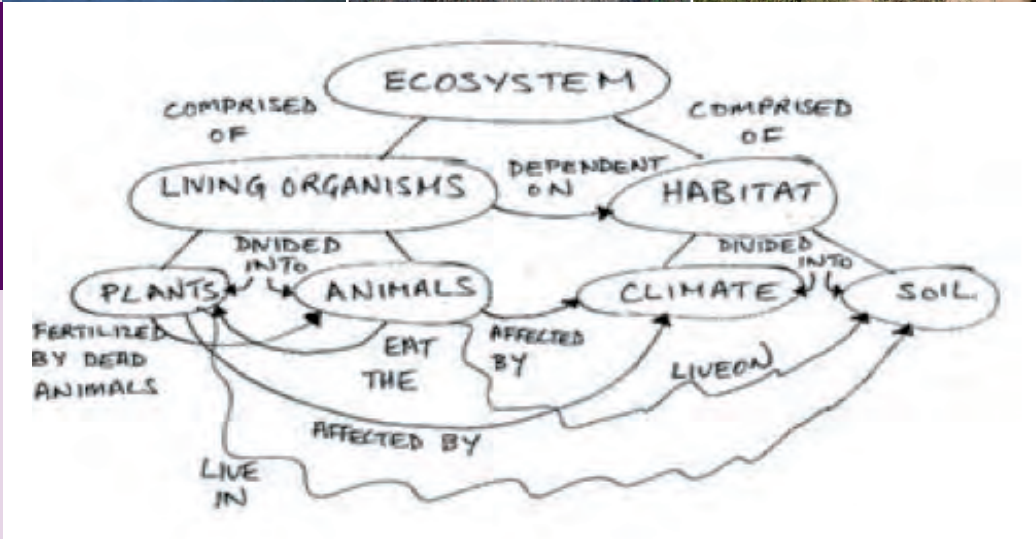 ECOSYSTEM
COMPRISED
OF
COMPRISED
OF
LIVING ORGANISMS
DEPENDENT
ON
HABITAT
DIVIDED
INTO
DIVIDED
INTO
PLANTS
ANIMALS
CLIMATE
SOIL
FERTILIZED
BY DEAD
ANIMALS
EAT
THE
AFFECTED
BY
LIVE ON
AFFECTED BY
LIVE
IN